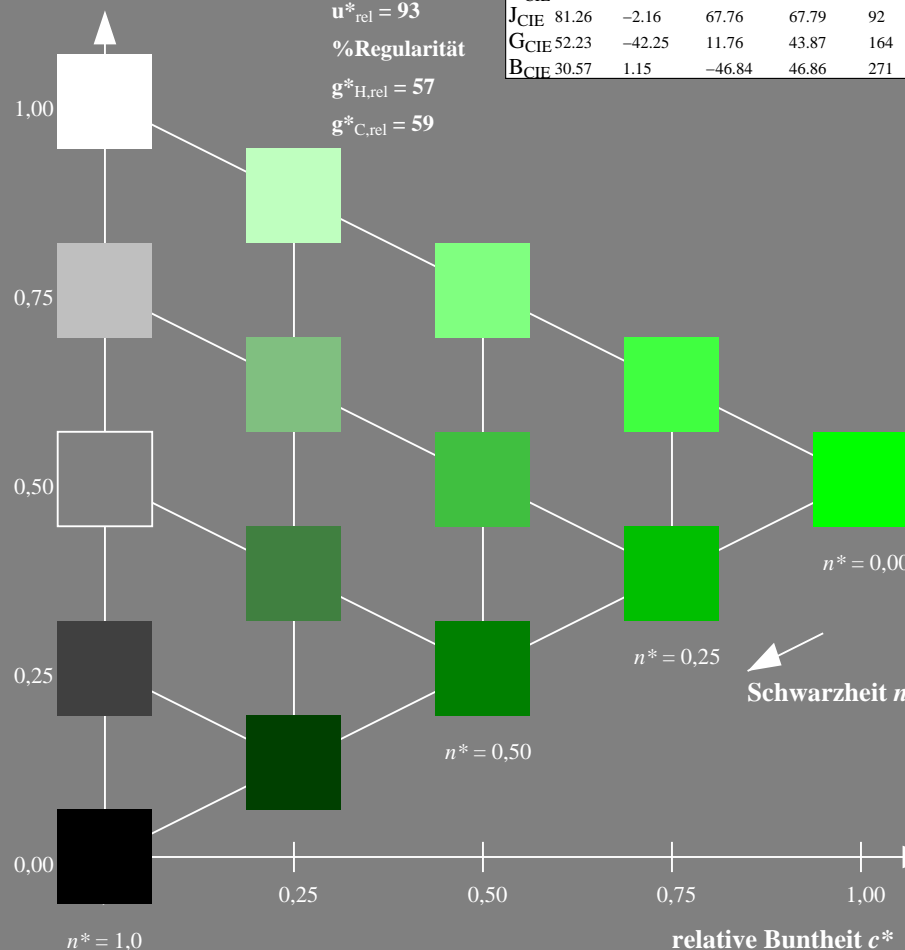 u*rel = 93
%Regularität
g*H,rel = 57
g*C,rel = 59
JCIE 81.26 −2.16 67.76 67.79 92
GCIE 52.23 −42.25 11.76 43.87 164
BCIE 30.57 1.15 −46.84 46.86 271
1,00
0,75
0,50
n* = 0,00
0,25
n* = 0,25
Schwarzheit n
n* = 0,50
0,00
0,25 0,50 0,75 1,00
n* = 1,0
relative Buntheit c*